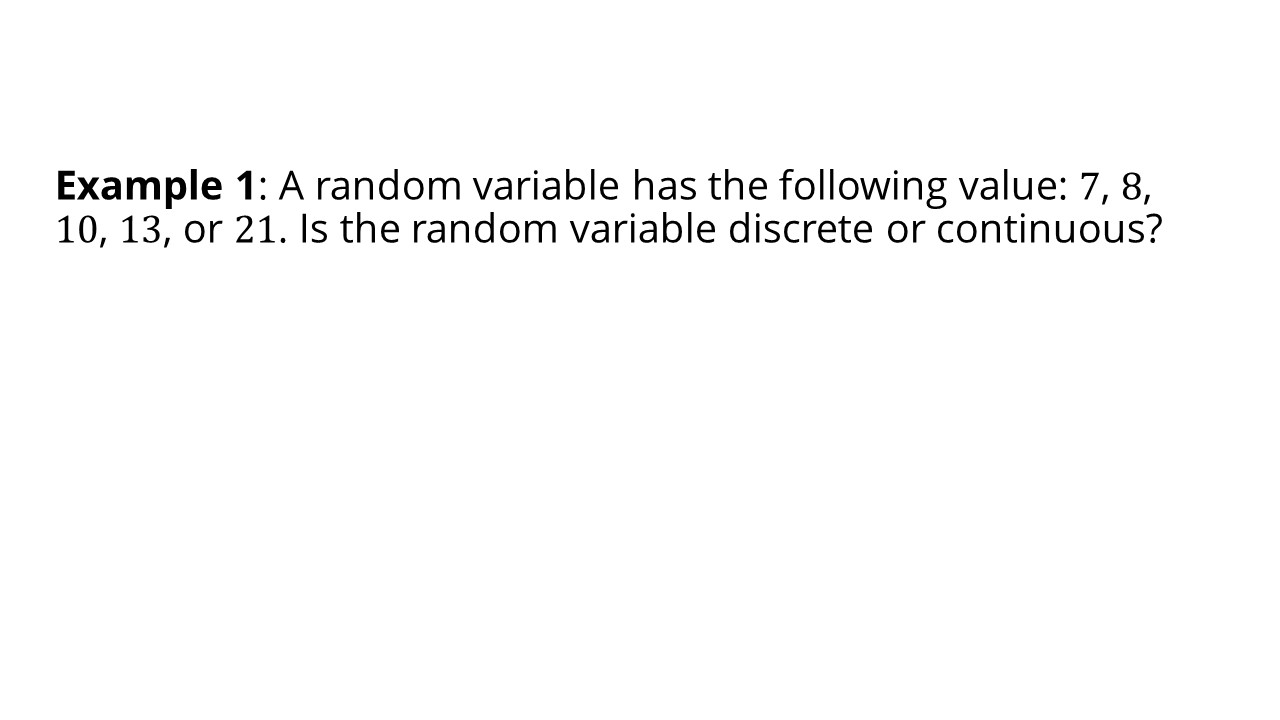 Example 1: A random variable has the following value: 7, 8,
10, 13, or 21. Is the random variable discrete or continuous?